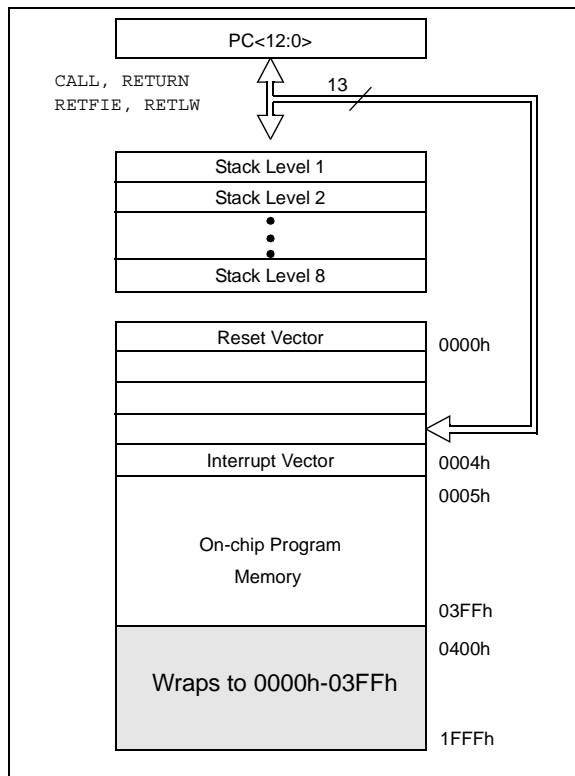 PC<12:0>
CALL, RETURN
RETFIE, RETLW
13
Stack Level 1
Stack Level 2
Stack Level 8
Reset Vector
0000h
Interrupt Vector
0004h
0005h
On-chip Program
Memory
03FFh
0400h
Wraps to 0000h-03FFh
1FFFh